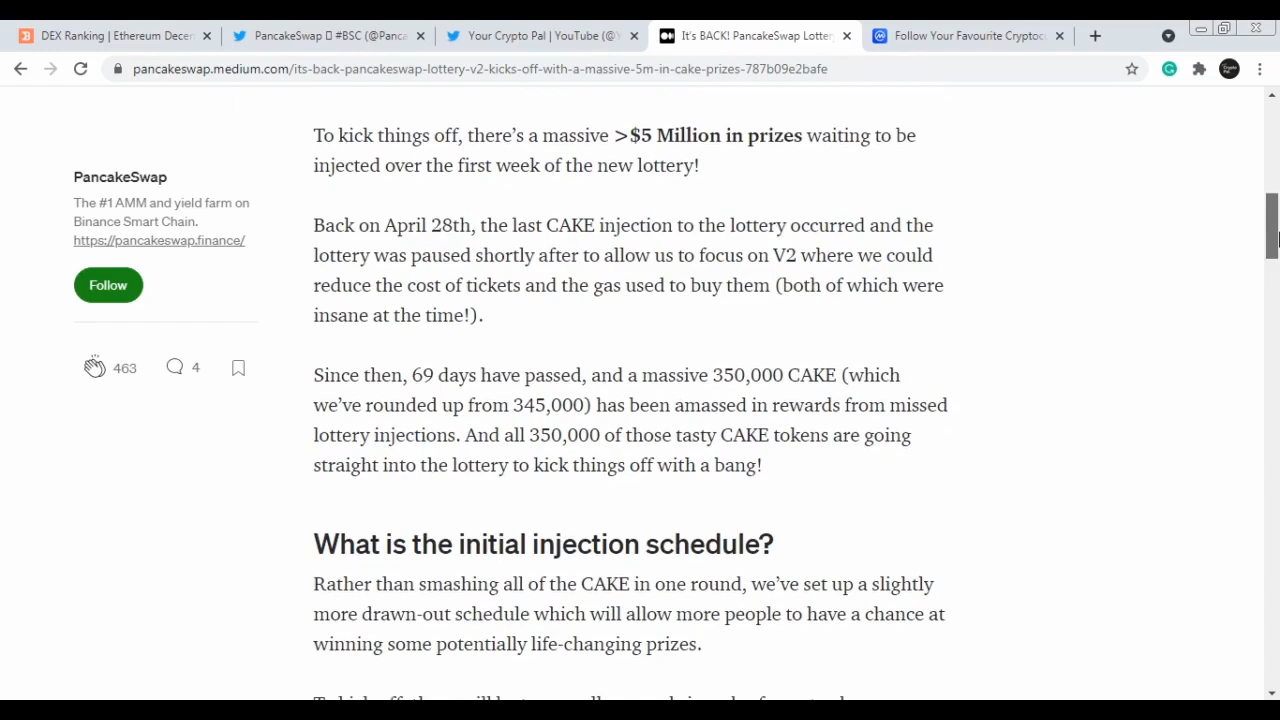 DEX Ranking | Ethereum Decen
PancakeSwap #BSC (@Panca
Your Crypto Pal | YouTube (@Y
It's BACK! PancakeSwap Lotter
Follow Your Favourite Cryptoc
pancakeswap.medium.com/its-back-pancakeswap-lottery-v2-kicks-off-with-a-massive-5m-in-cake-prizes-787b09e2bafe
PancakeSwap
The #1 AMM and yield farm on
Binance Smart Chain.
https://pancakeswap.finance/
Follow
463
4
To kick things off, there's a massive >$5 Million in prizes waiting to be
injected over the first week of the new lottery!
Back on April 28th, the last CAKE injection to the lottery occurred and the
lottery was paused shortly after to allow us to focus on V2 where we could
reduce the cost of tickets and the gas used to buy them (both of which were
insane at the time!).
Since then, 69 days have passed, and a massive 350,000 CAKE (which
we've rounded up from 345,000) has been amassed in rewards from missed
lottery injections. And all 350,000 of those tasty CAKE tokens are going
straight into the lottery to kick things off with a bang!
What is the initial injection schedule?
Rather than smashing all of the CAKE in one round, we've set up a slightly
more drawn-out schedule which will allow more people to have a chance at
winning some potentially life-changing prizes.